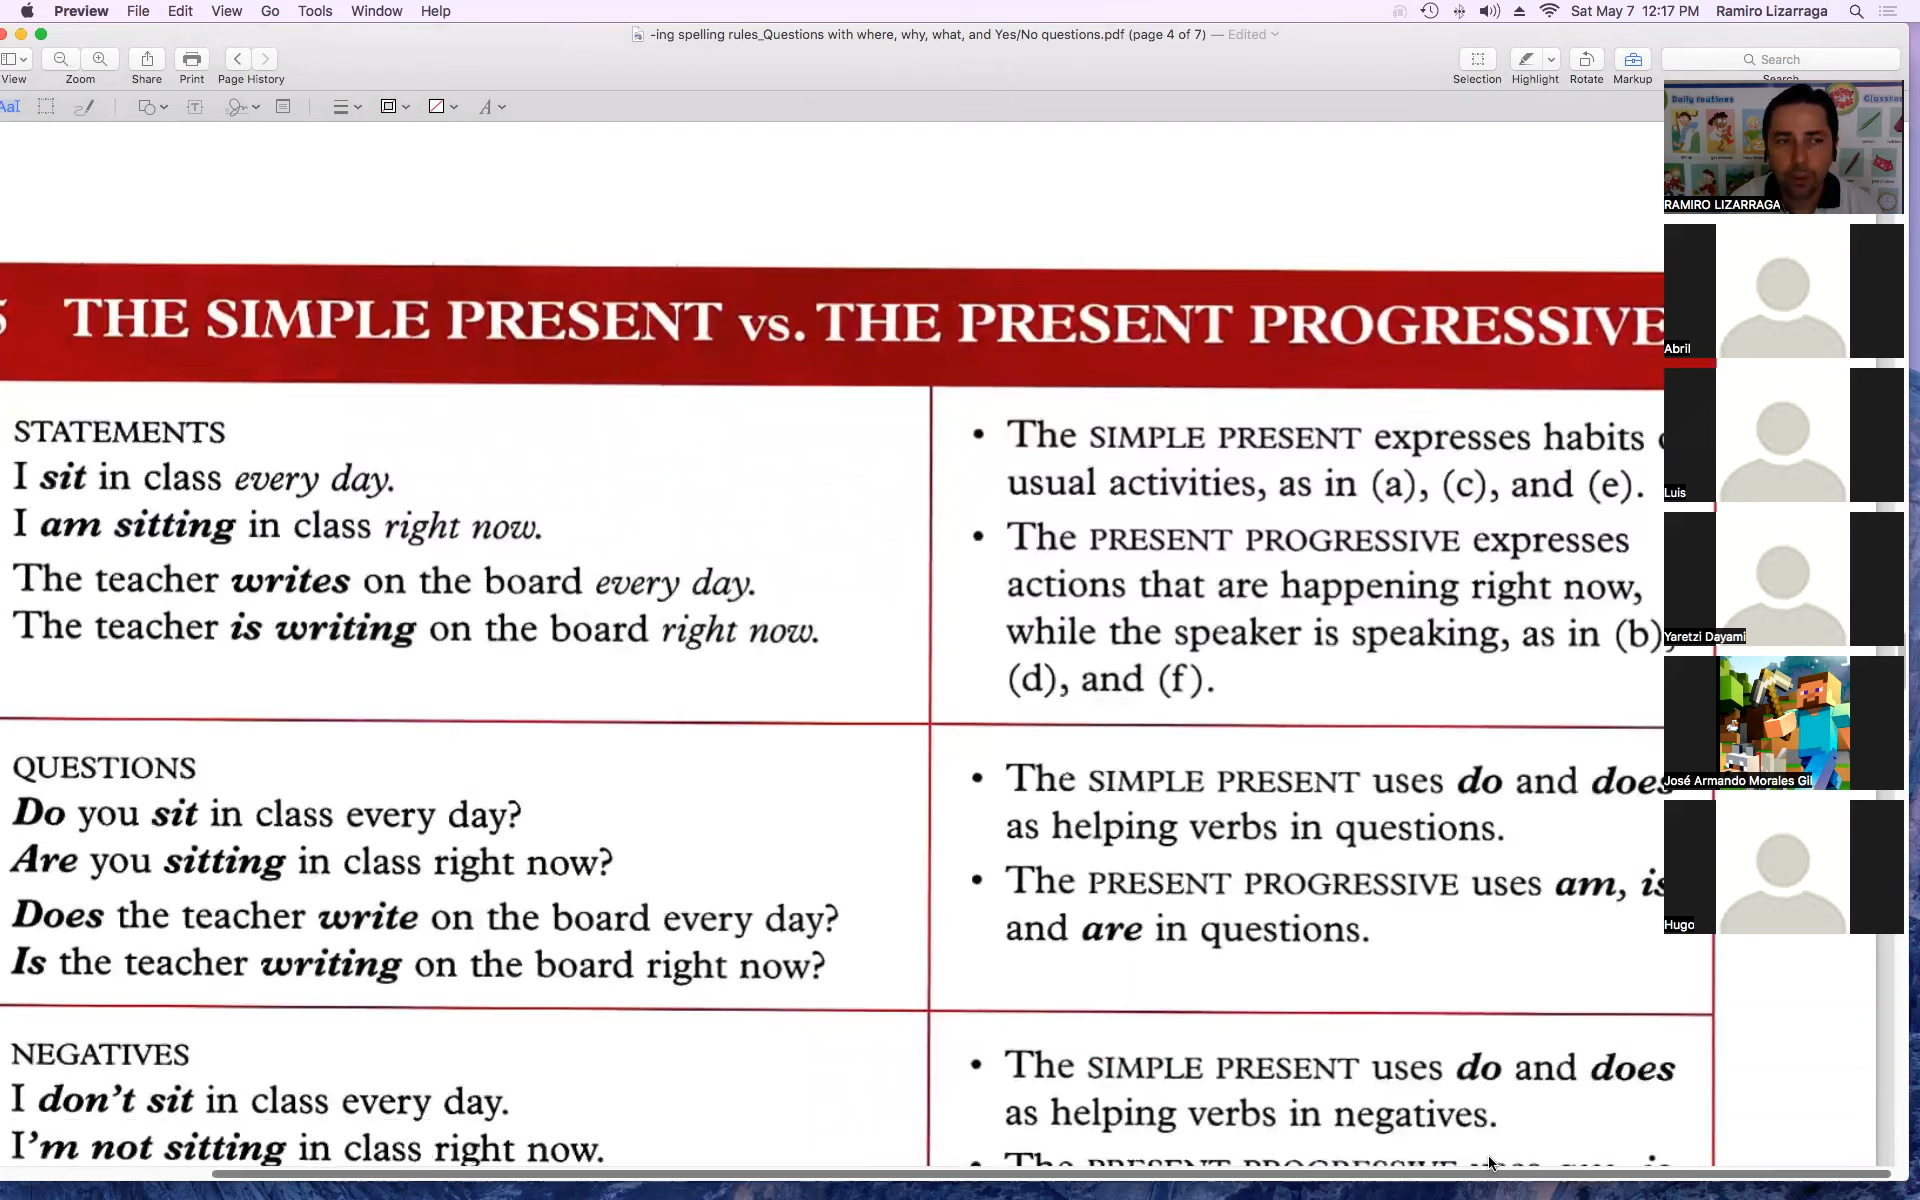 Preview File Edit View Go Tools Window Help
Sat May 7 12:17 PM Ramiro Lizarraga
-ing spelling rules_Questions with where, why, what, and Yes/No questions.pdf (page 4 of 7) — Edited
View Zoom Share Print Page History Selection Highlight Rotate Markup Search
Search
AaI
Daily routines
RAMIRO LIZARRAGA
THE SIMPLE PRESENT vs. THE PRESENT PROGRESSIVE
Abril
STATEMENTS
I sit in class every day.
I am sitting in class right now.
The teacher writes on the board every day.
The teacher is writing on the board right now.
• The SIMPLE PRESENT expresses habits
usual activities, as in (a), (c), and (e).
• The PRESENT PROGRESSIVE expresses
actions that are happening right now,
while the speaker is speaking, as in (b),
(d), and (f).
Luis
Yaretzi Dayami
José Armando Morales Gil
QUESTIONS
Do you sit in class every day?
Are you sitting in class right now?
Does the teacher write on the board every day?
Is the teacher writing on the board right now?
• The SIMPLE PRESENT uses do and does
as helping verbs in questions.
• The PRESENT PROGRESSIVE uses am, is
and are in questions.
Hugo
NEGATIVES
I don't sit in class every day.
I'm not sitting in class right now.
• The SIMPLE PRESENT uses do and does
as helping verbs in negatives.
• The PRESENT PROGRESSIVE uses am, is